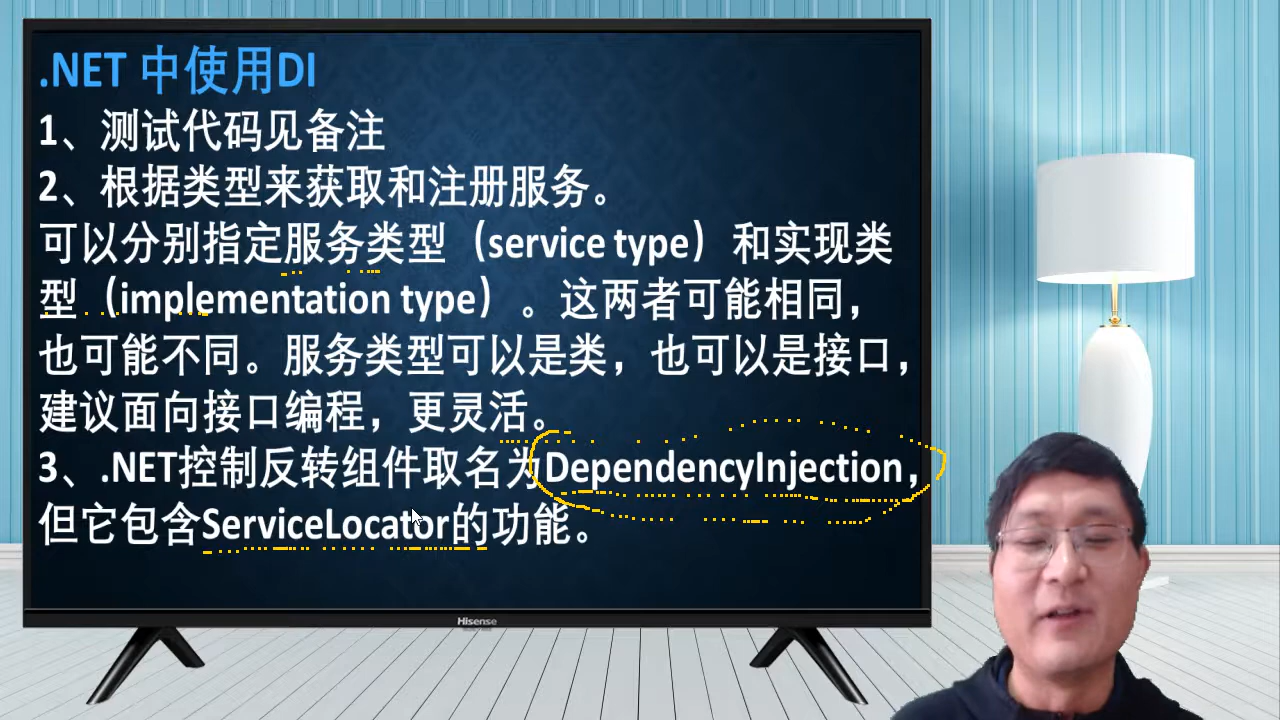 .NET 中使用DI
1、测试代码见备注
2、根据类型来获取和注册服务。
可以分别指定服务类型（service type）和实现类
型（implementation type）。这两者可能相同，
也可能不同。服务类型可以是类，也可以是接口，
建议面向接口编程，更灵活。
3、.NET控制反转组件取名为DependencyInjection，
但它包含ServiceLocator的功能。
Hisense